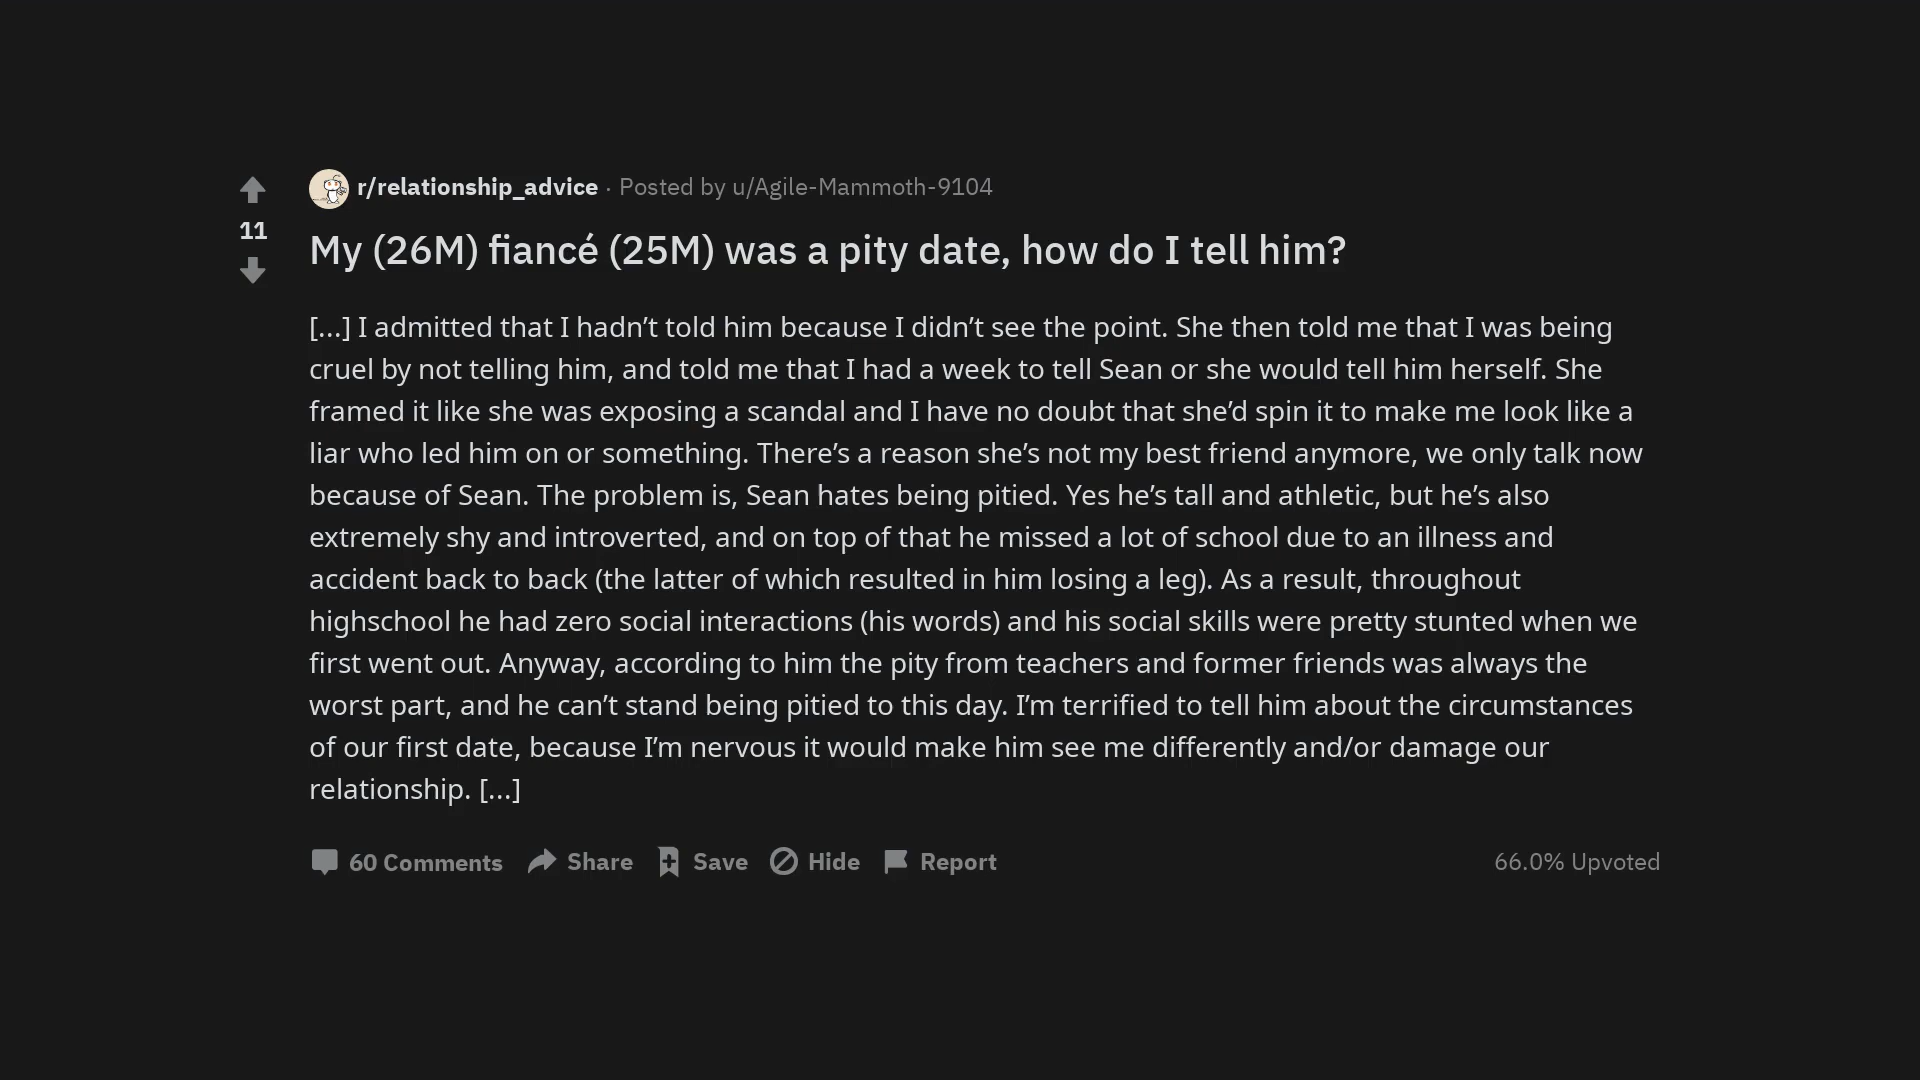 r/relationship_advice · Posted by u/Agile-Mammoth-9104
11
My (26M) fiancé (25M) was a pity date, how do I tell him?
[...] I admitted that I hadn’t told him because I didn’t see the point. She then told me that I was being
cruel by not telling him, and told me that I had a week to tell Sean or she would tell him herself. She
framed it like she was exposing a scandal and I have no doubt that she’d spin it to make me look like a
liar who led him on or something. There’s a reason she’s not my best friend anymore, we only talk now
because of Sean. The problem is, Sean hates being pitied. Yes he’s tall and athletic, but he’s also
extremely shy and introverted, and on top of that he missed a lot of school due to an illness and
accident back to back (the latter of which resulted in him losing a leg). As a result, throughout
highschool he had zero social interactions (his words) and his social skills were pretty stunted when we
first went out. Anyway, according to him the pity from teachers and former friends was always the
worst part, and he can’t stand being pitied to this day. I’m terrified to tell him about the circumstances
of our first date, because I’m nervous it would make him see me differently and/or damage our
relationship. [...]
60 Comments Share Save Hide Report 66.0% Upvoted